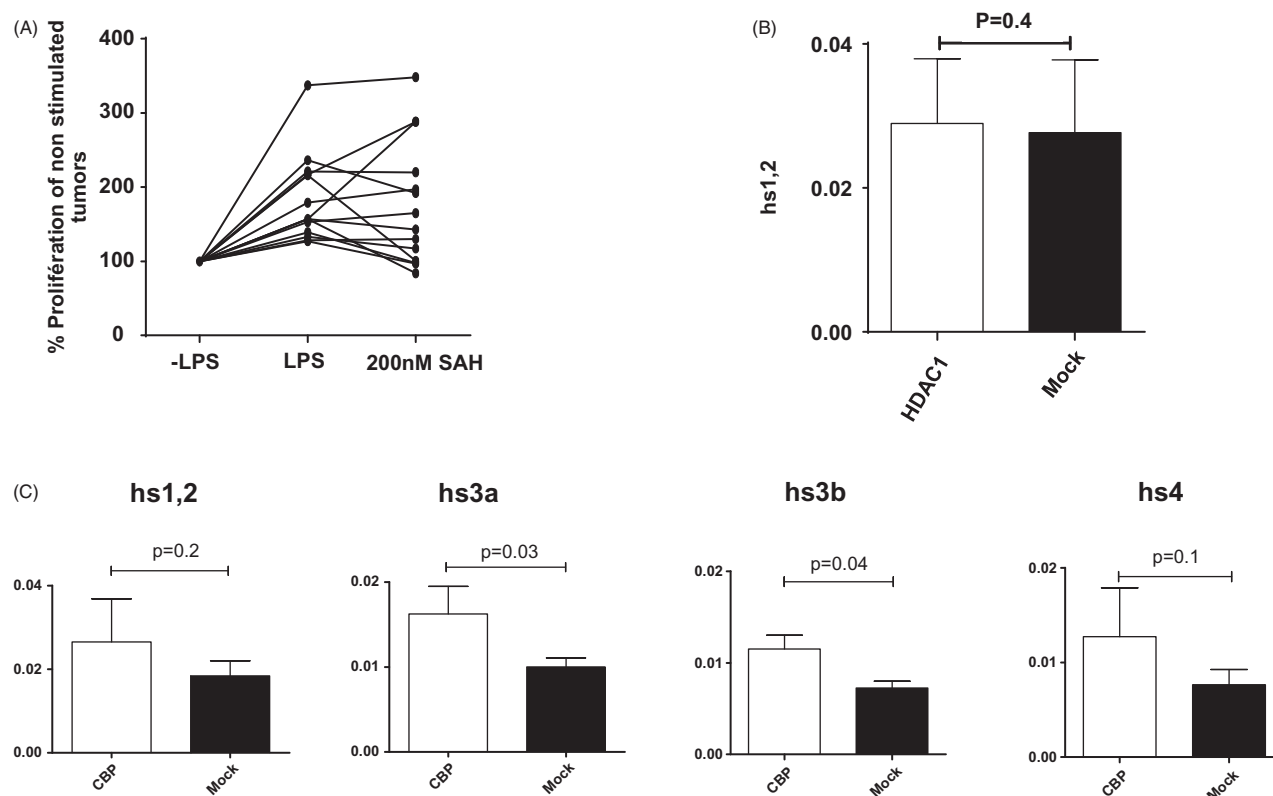 (A)
400
300
200
100
0
% Prolifération of non stimulated
tumors
-LPS
LPS
200nM SAH
(B)
P=0.4
0.04
0.02
0.00
hs1,2
HDAC1
Mock
(C)
hs1,2
p=0.2
0.04
0.02
0.00
CBP
Mock
hs3a
p=0.03
0.02
0.01
0.00
CBP
Mock
hs3b
p=0.04
0.02
0.01
0.00
CBP
Mock
hs4
p=0.1
0.02
0.01
0.00
CBP
Mock